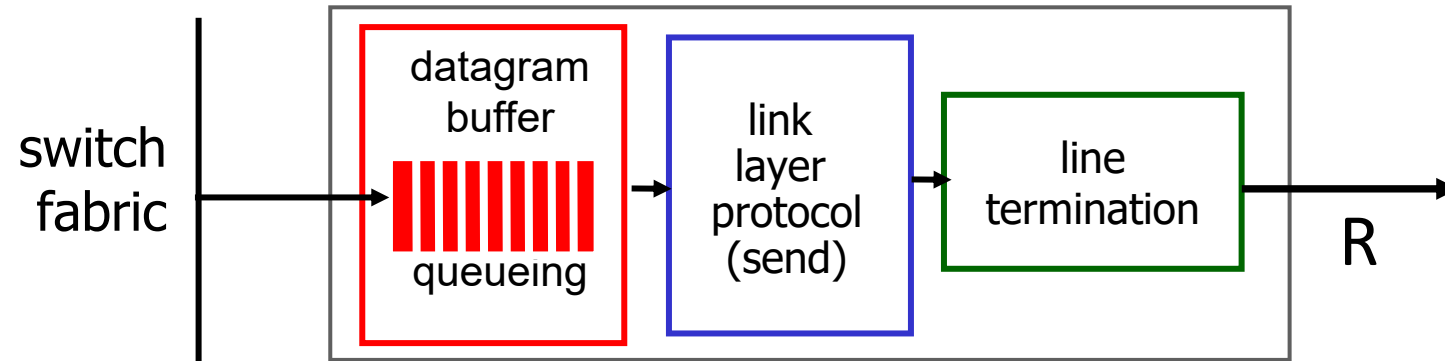 switch
fabric
datagram
buffer
queueing
link
layer
protocol
(send)
line
termination
R